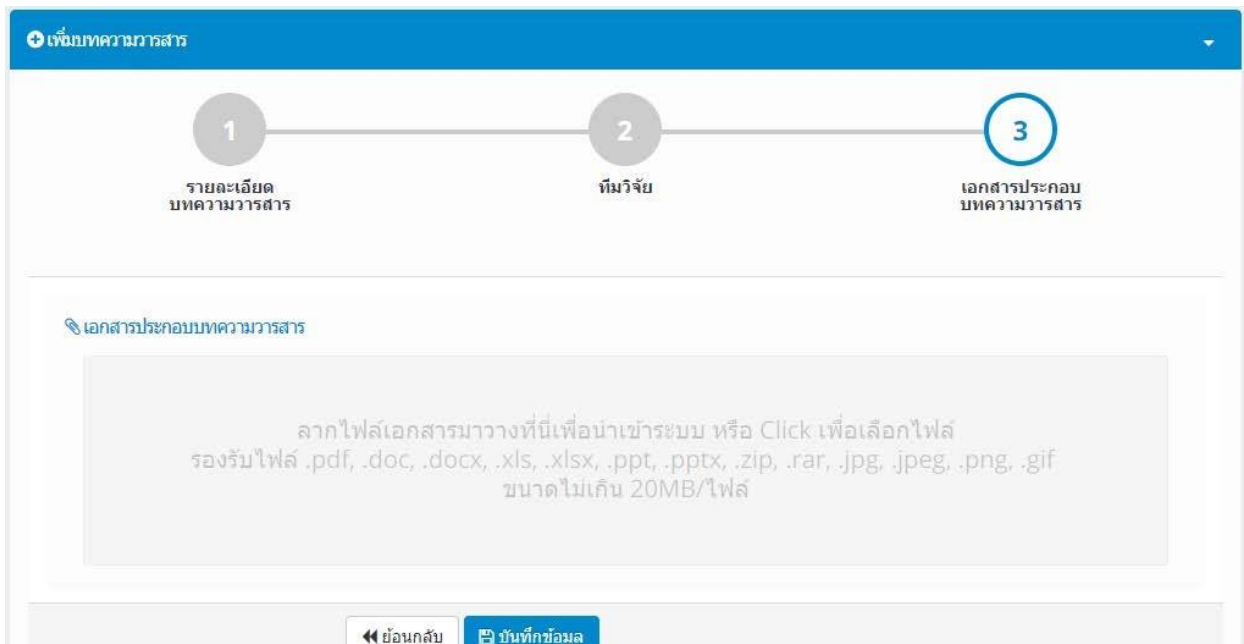 เพิ่มบทความวารสาร
1
2
3
รายละเอียด
บทความวารสาร
ทีมวิจัย
เอกสารประกอบ
บทความวารสาร
เอกสารประกอบบทความวารสาร
ลากไฟล์เอกสารมาวางที่นี่เพื่อนำเข้าระบบ หรือ Click เพื่อเลือกไฟล์
รองรับไฟล์ .pdf, .doc, .docx, .xls, .xlsx, .ppt, .pptx, .zip, .rar, .jpg, .jpeg, .png, .gif
ขนาดไม่เกิน 20MB/ไฟล์
ย้อนกลับ
บันทึกข้อมูล